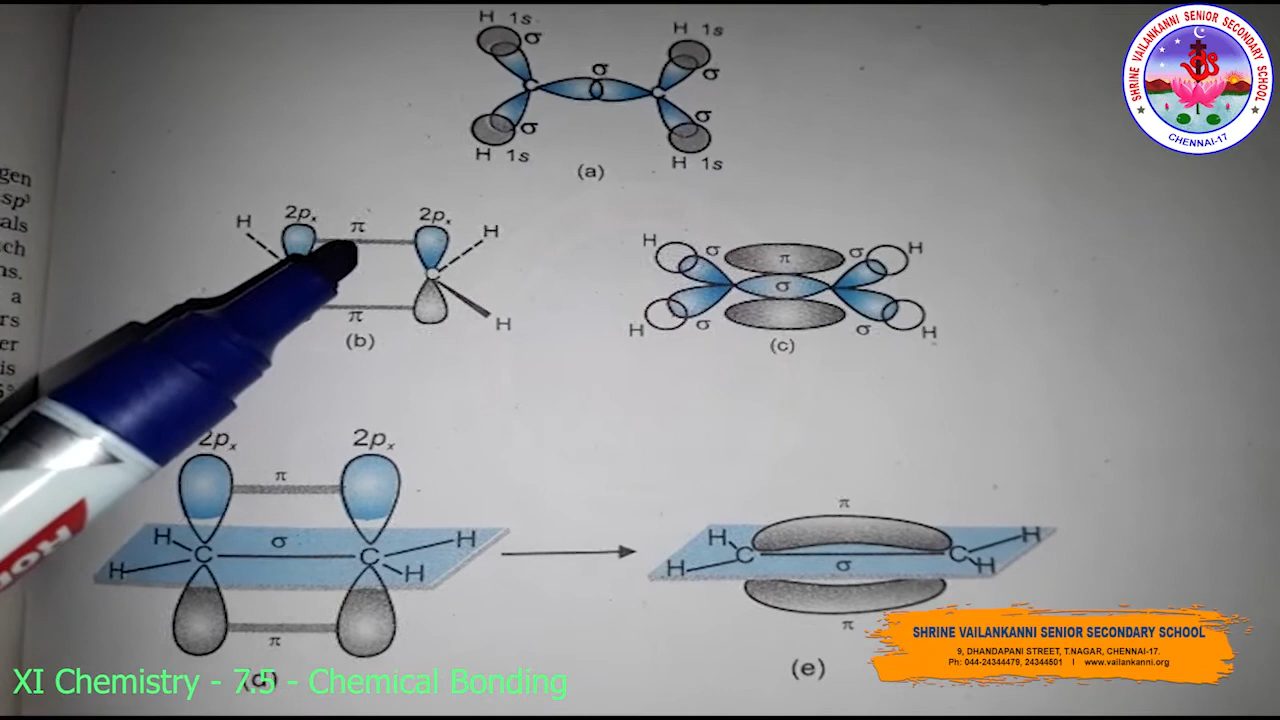 H 1s
H 1s
σ
σ
σ
C
C
σ
σ
H 1s
H 1s
(a)
gen
sp³
als
ch
ns.
a
rs
er
is
H
2pₓ
π
2pₓ
H
π
H
(b)
H
σ
π
σ
H
σ
H
σ
σ
H
(c)
2pₓ
2pₓ
π
H
σ
H
H
C
C
H
π
π
H
H
C
C
H
σ
H
π
(e)
SHRINE VAILANKANNI SENIOR SECONDARY SCHOOL
CHENNAI-17
SHRINE VAILANKANNI SENIOR SECONDARY SCHOOL
9, DHANDAPANI STREET, T.NAGAR, CHENNAI-17.
Ph: 044-24344479, 24344501 I www.vailankanni.org
XI Chemistry - 7.5 - Chemical Bonding